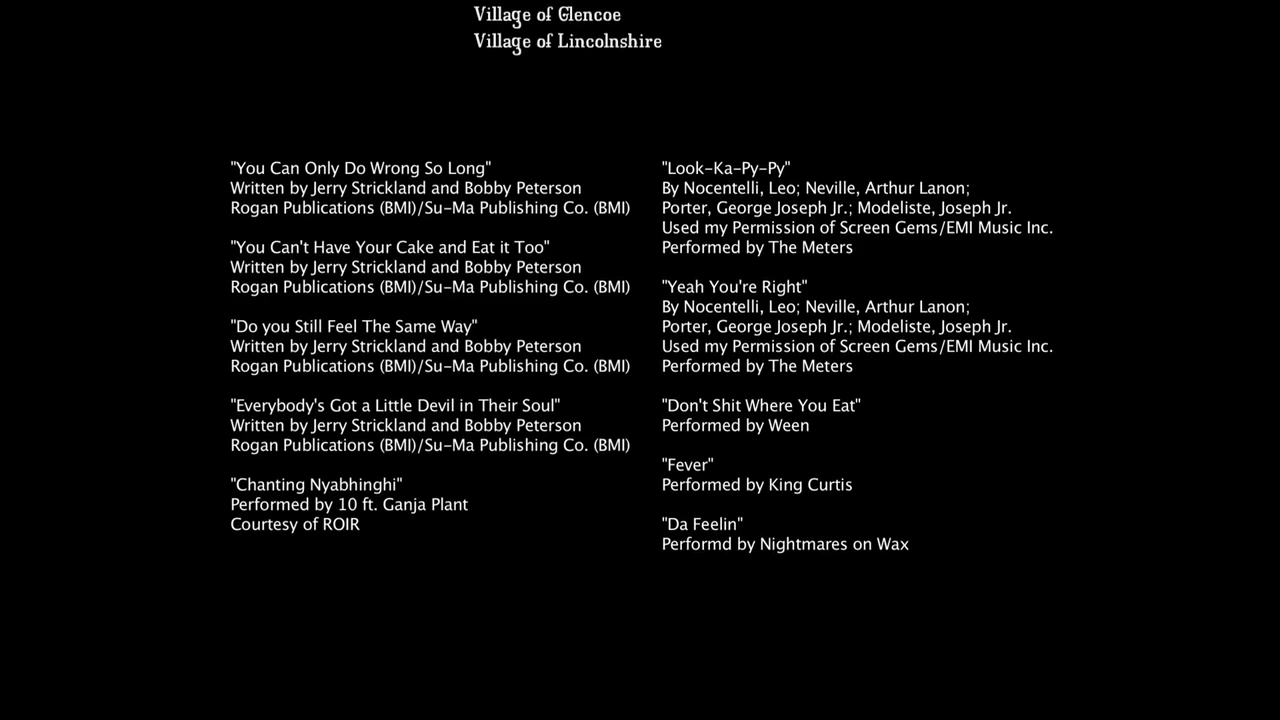 Village of Glencoe
Village of Lincolnshire
"You Can Only Do Wrong So Long"
Written by Jerry Strickland and Bobby Peterson
Rogan Publications (BMI)/Su-Ma Publishing Co. (BMI)
"You Can't Have Your Cake and Eat it Too"
Written by Jerry Strickland and Bobby Peterson
Rogan Publications (BMI)/Su-Ma Publishing Co. (BMI)
"Do you Still Feel The Same Way"
Written by Jerry Strickland and Bobby Peterson
Rogan Publications (BMI)/Su-Ma Publishing Co. (BMI)
"Everybody's Got a Little Devil in Their Soul"
Written by Jerry Strickland and Bobby Peterson
Rogan Publications (BMI)/Su-Ma Publishing Co. (BMI)
"Chanting Nyabhinghi"
Performed by 10 ft. Ganja Plant
Courtesy of ROIR
"Look-Ka-Py-Py"
By Nocentelli, Leo; Neville, Arthur Lanon;
Porter, George Joseph Jr.; Modeliste, Joseph Jr.
Used my Permission of Screen Gems/EMI Music Inc.
Performed by The Meters
"Yeah You're Right"
By Nocentelli, Leo; Neville, Arthur Lanon;
Porter, George Joseph Jr.; Modeliste, Joseph Jr.
Used my Permission of Screen Gems/EMI Music Inc.
Performed by The Meters
"Don't Shit Where You Eat"
Performed by Ween
"Fever"
Performed by King Curtis
"Da Feelin"
Performd by Nightmares on Wax